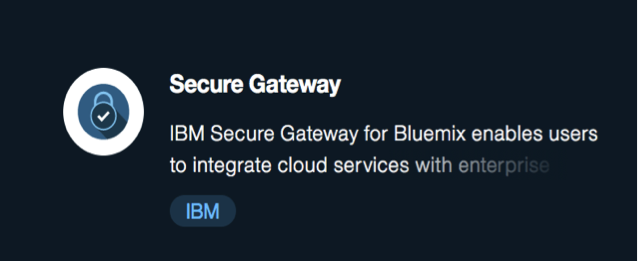 Secure Gateway
IBM Secure Gateway for Bluemix enables users
to integrate cloud services with enterprise
IBM